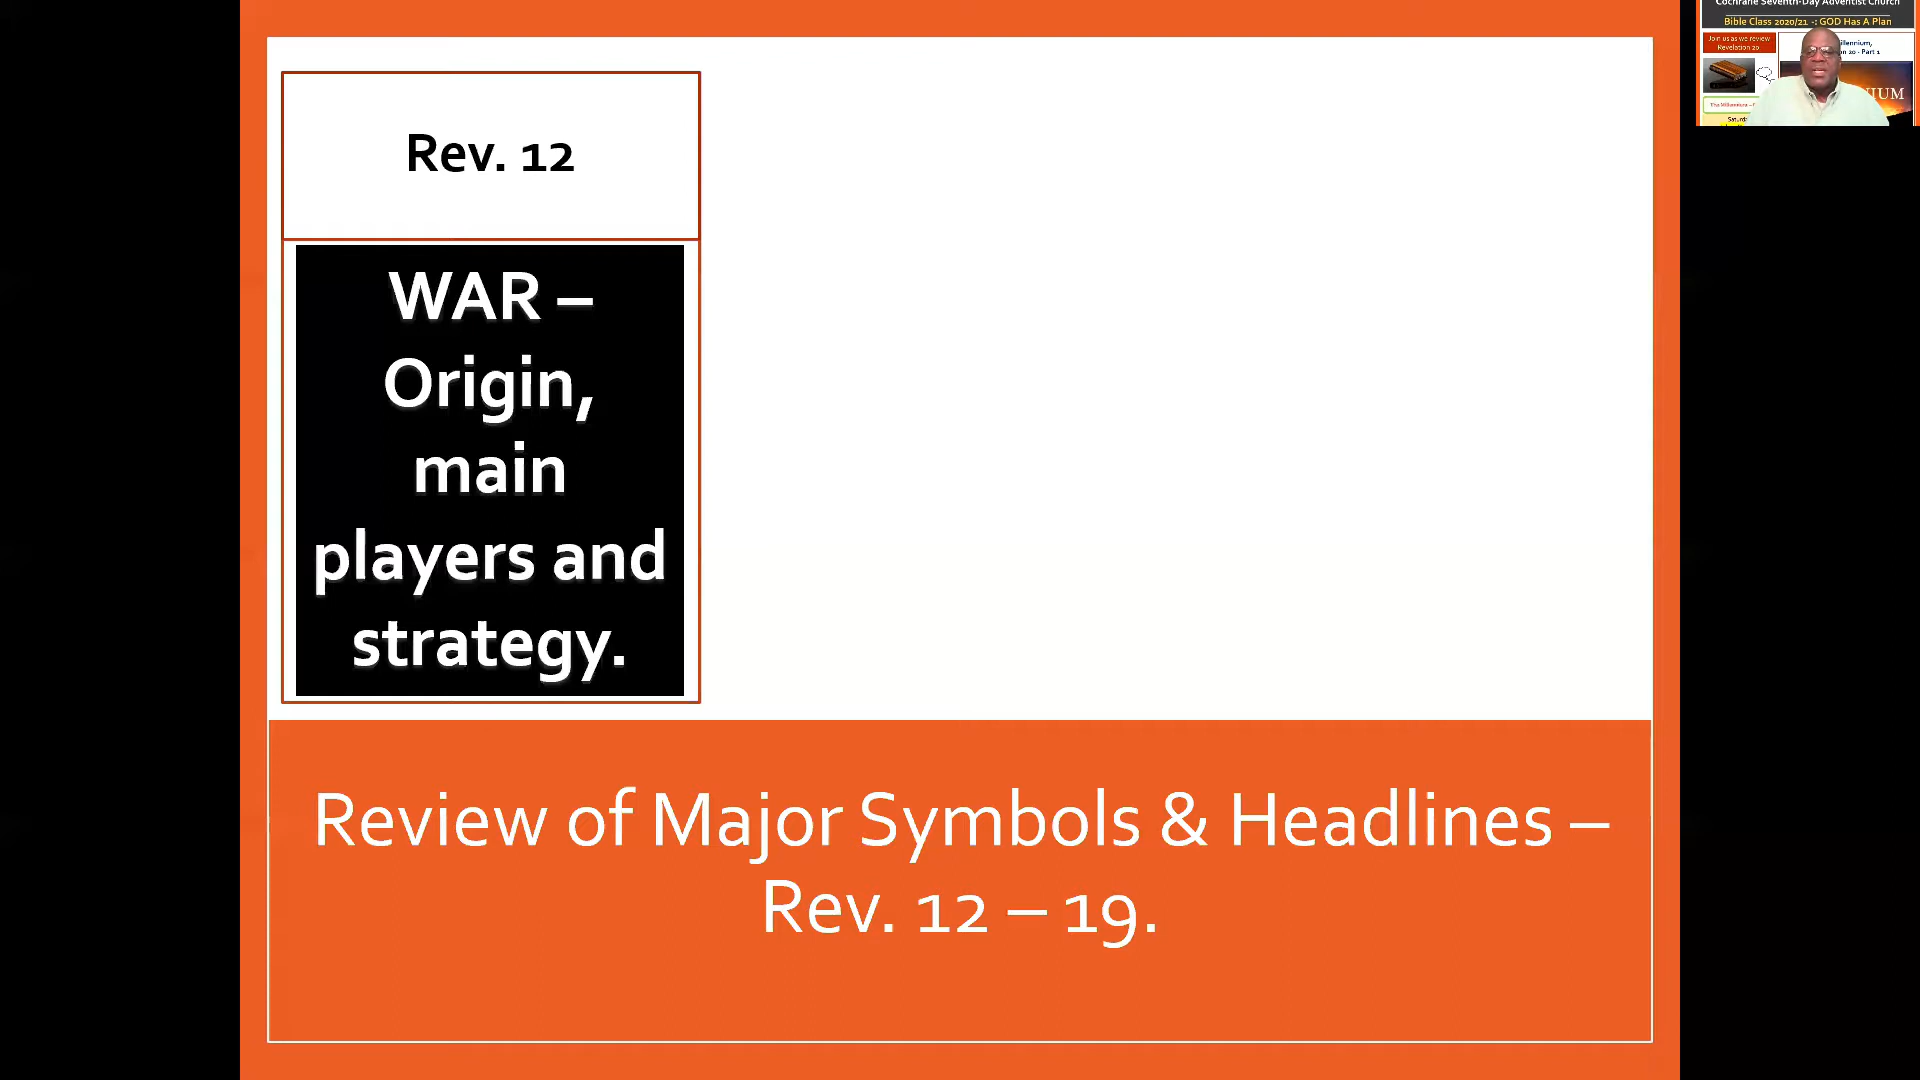 Rev. 12
WAR –
Origin,
main
players and
strategy.
Review of Major Symbols & Headlines –
Rev. 12 – 19.
Cochrane Seventh-Day Adventist Church
Bible Class 2020/21 -: GOD Has A Plan
Join us as we review
Revelation 20